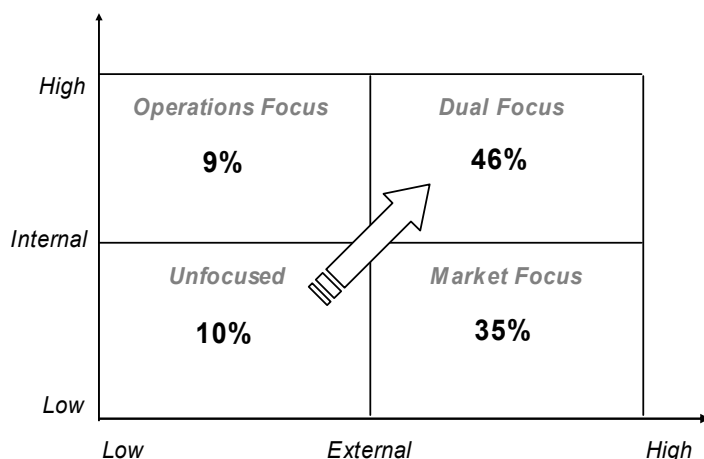 High
Operations Focus
Dual Focus
9%
46%
Internal
Unfocused
Market Focus
10%
35%
Low
Low
External
High